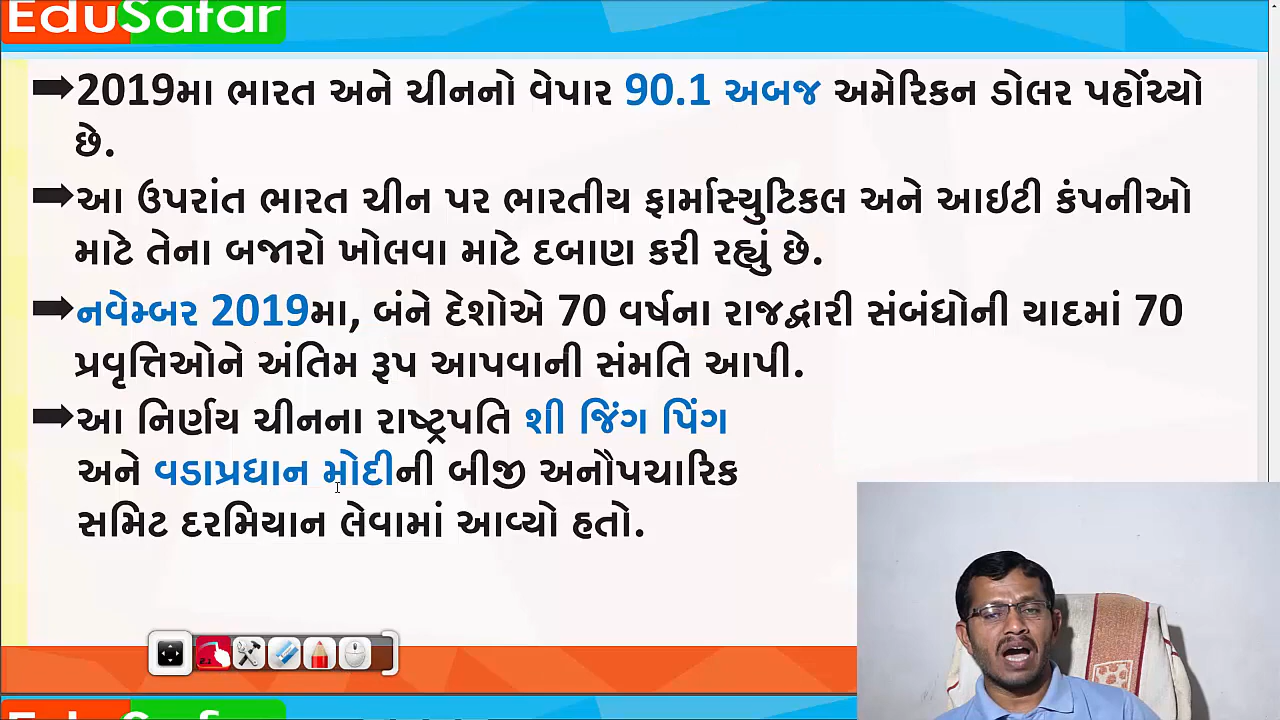 EduSafar
➡2019મા ભારત અને ચીનનો વેપાર 90.1 અબજ અમેરિકન ડોલર પહોંચ્યો
છે.
➡આ ઉપરાંત ભારત ચીન પર ભારતીય ફાર્માસ્યુટિકલ અને આઇટી કંપનીઓ
માટે તેના બજારો ખોલવા માટે દબાણ કરી રહ્યું છે.
➡નવેમ્બર 2019મા, બંને દેશોએ 70 વર્ષના રાજદ્વારી સંબંધોની યાદમાં 70
પ્રવૃત્તિઓને અંતિમ રૂપ આપવાની સંમતિ આપી.
➡આ નિર્ણય ચીનના રાષ્ટ્રપતિ શી જિંગ પિંગ
અને વડાપ્રધાન મોદીની બીજી અનૌપચારિક
સમિટ દરમિયાન લેવામાં આવ્યો હતો.
EduSafar